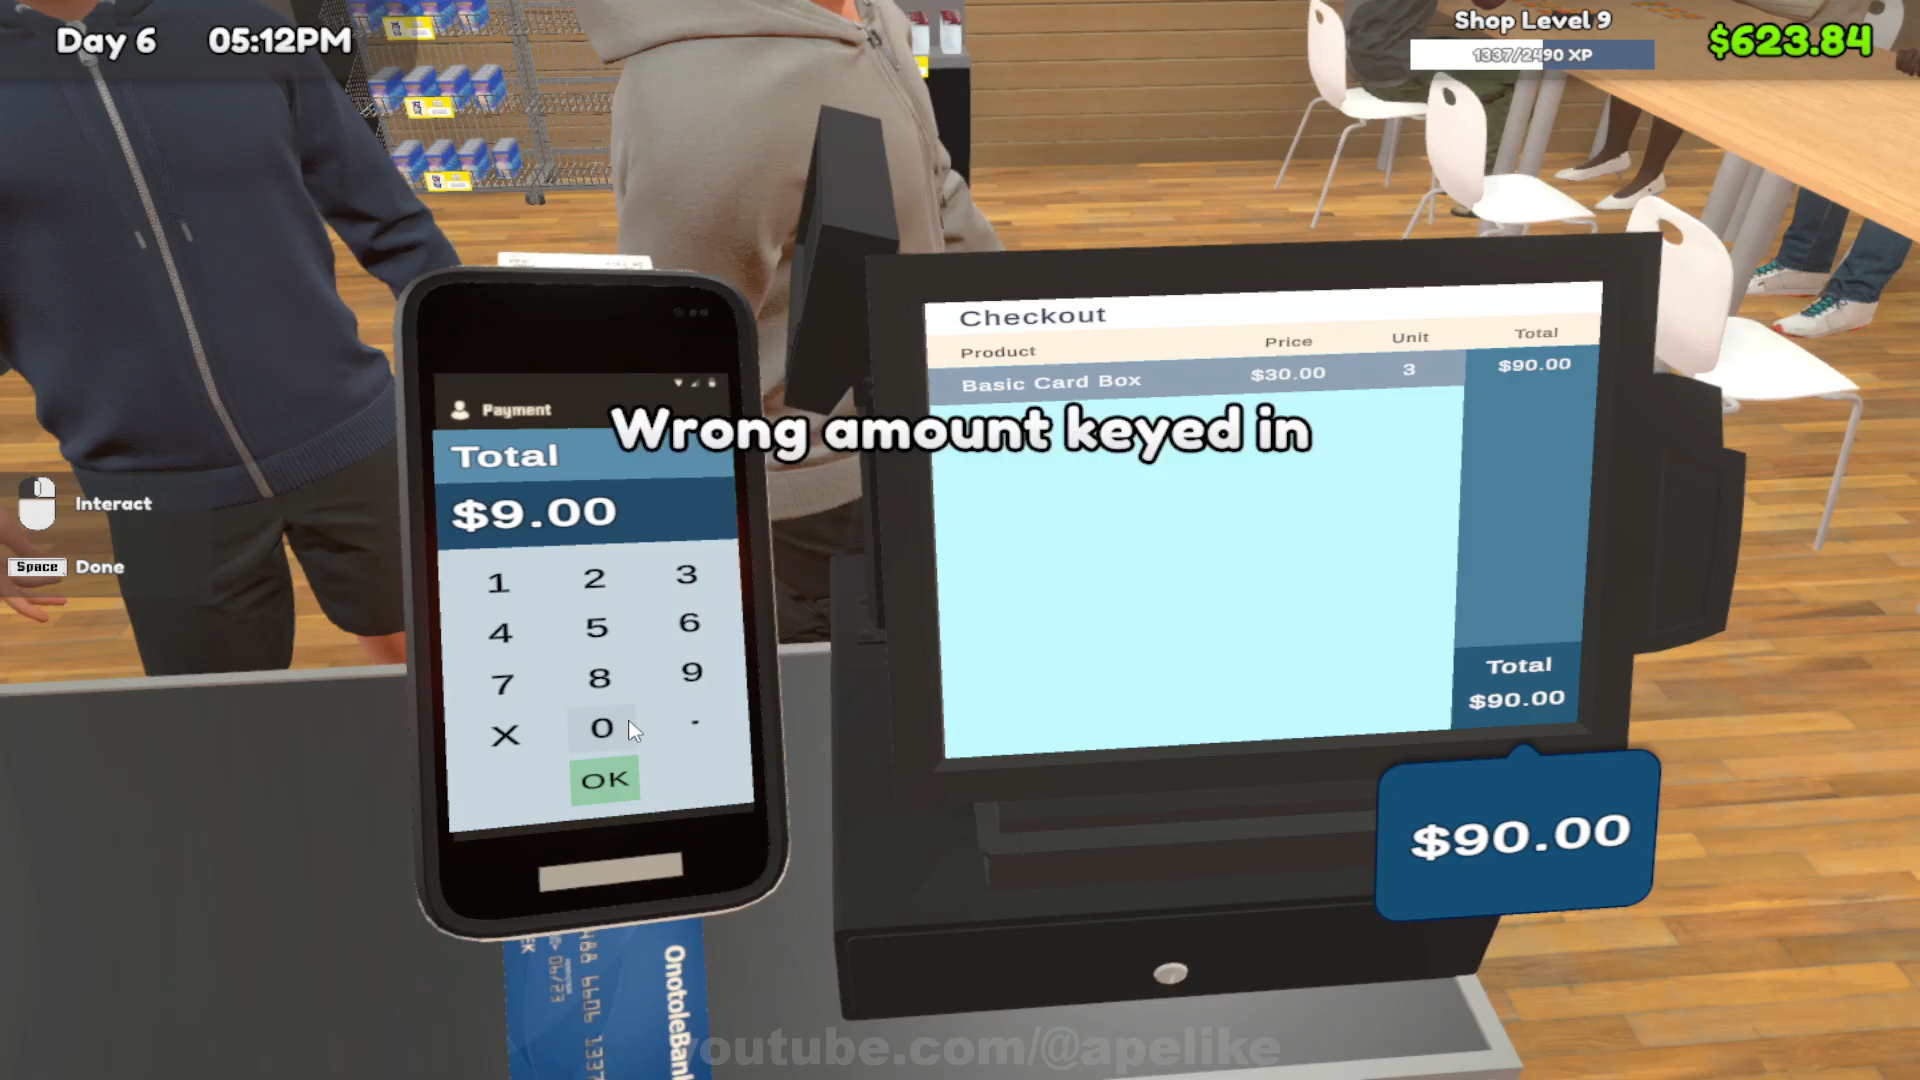 Day 6
05:12PM
Shop Level 9
1337/2490 XP
$623.84
Interact
Space
Done
Payment
Total
$9.00
1 2 3
4 5 6
7 8 9
X 0 .
OK
Wrong amount keyed in
Checkout
Product Price Unit Total
Basic Card Box $30.00 3 $90.00
Total
$90.00
$90.00
OnotoleBank
youtube.com/@apelike